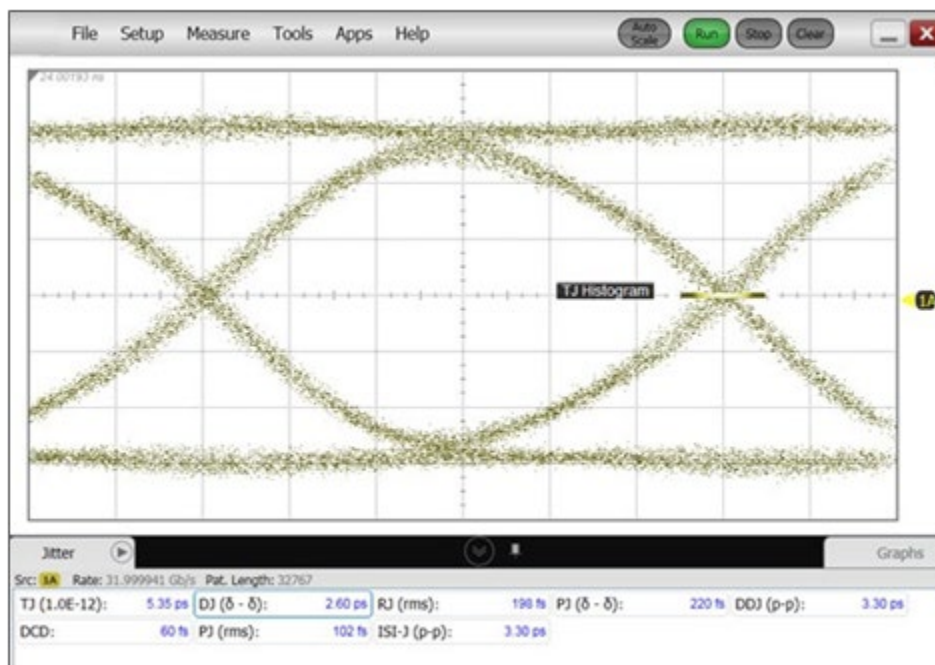 File Setup Measure Tools Apps Help Auto Scale Run Stop Clear
24.00193 ns
TJ Histogram
1A
Jitter Graphs
Src: 1A Rate: 31.999941 Gb/s Pat. Length: 32767
TJ (1.0E-12): 5.35 ps DJ (δ - δ): 2.60 ps RJ (rms): 198 fs PJ (δ - δ): 220 fs DDJ (p-p): 3.30 ps
DCD: 60 fs PJ (rms): 102 fs ISI-J (p-p): 3.30 ps